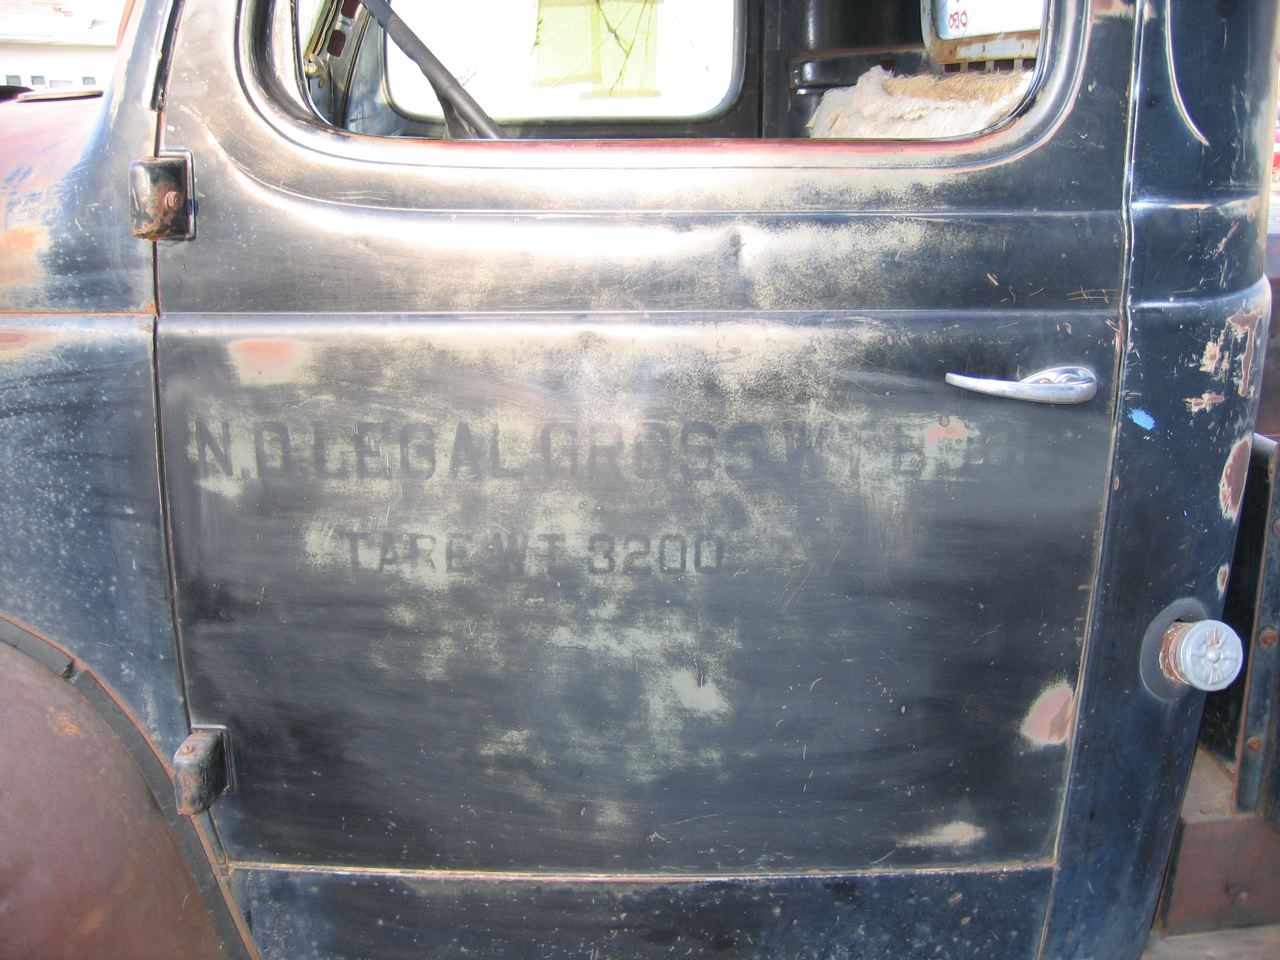 N.D. LEGAL GROSS WT.
TARE WT 3200